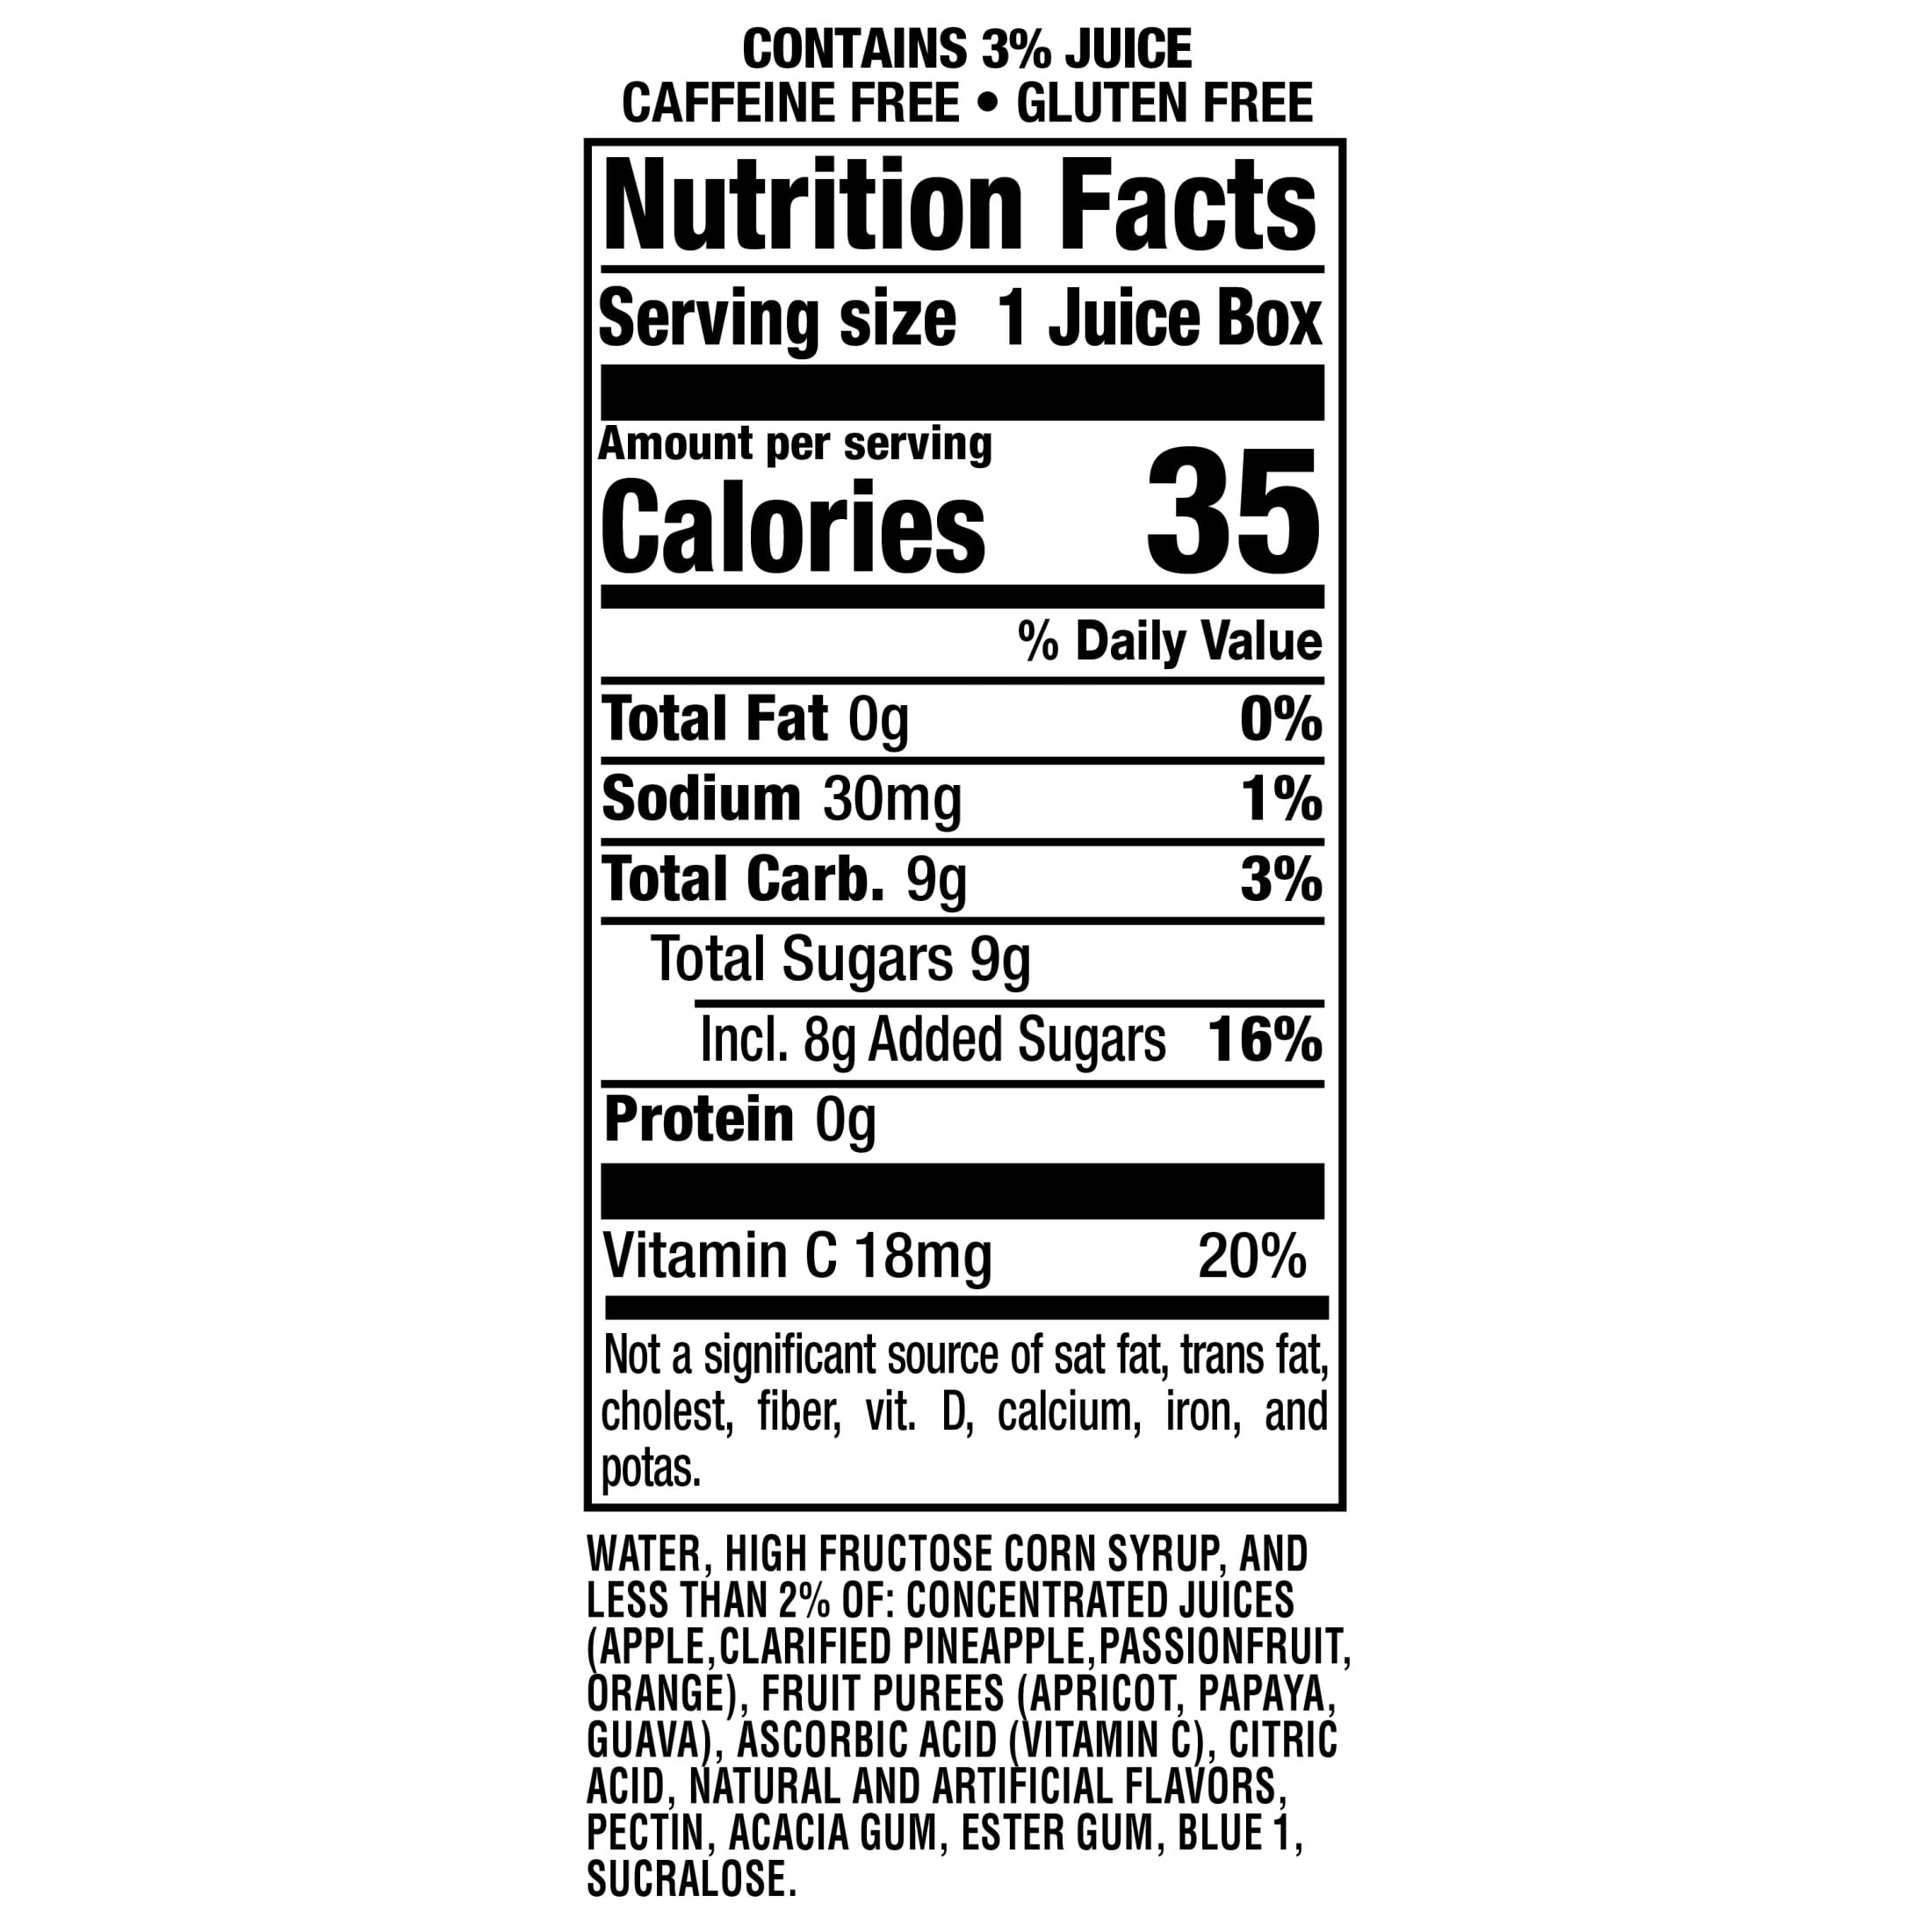 CONTAINS 3% JUICE
CAFFEINE FREE • GLUTEN FREE
Nutrition Facts
Serving size 1 Juice Box
Amount per serving
Calories 35
% Daily Value
Total Fat 0g 0%
Sodium 30mg 1%
Total Carb. 9g 3%
Total Sugars 9g
Incl. 8g Added Sugars 16%
Protein 0g
Vitamin C 18mg 20%
Not a significant source of sat fat, trans fat,
cholest, fiber, vit. D, calcium, iron, and
potas.
WATER, HIGH FRUCTOSE CORN SYRUP, AND
LESS THAN 2% OF: CONCENTRATED JUICES
(APPLE,CLARIFIED PINEAPPLE,PASSIONFRUIT,
ORANGE), FRUIT PUREES (APRICOT, PAPAYA,
GUAVA), ASCORBIC ACID (VITAMIN C), CITRIC
ACID, NATURAL AND ARTIFICIAL FLAVORS,
PECTIN, ACACIA GUM, ESTER GUM, BLUE 1,
SUCRALOSE.